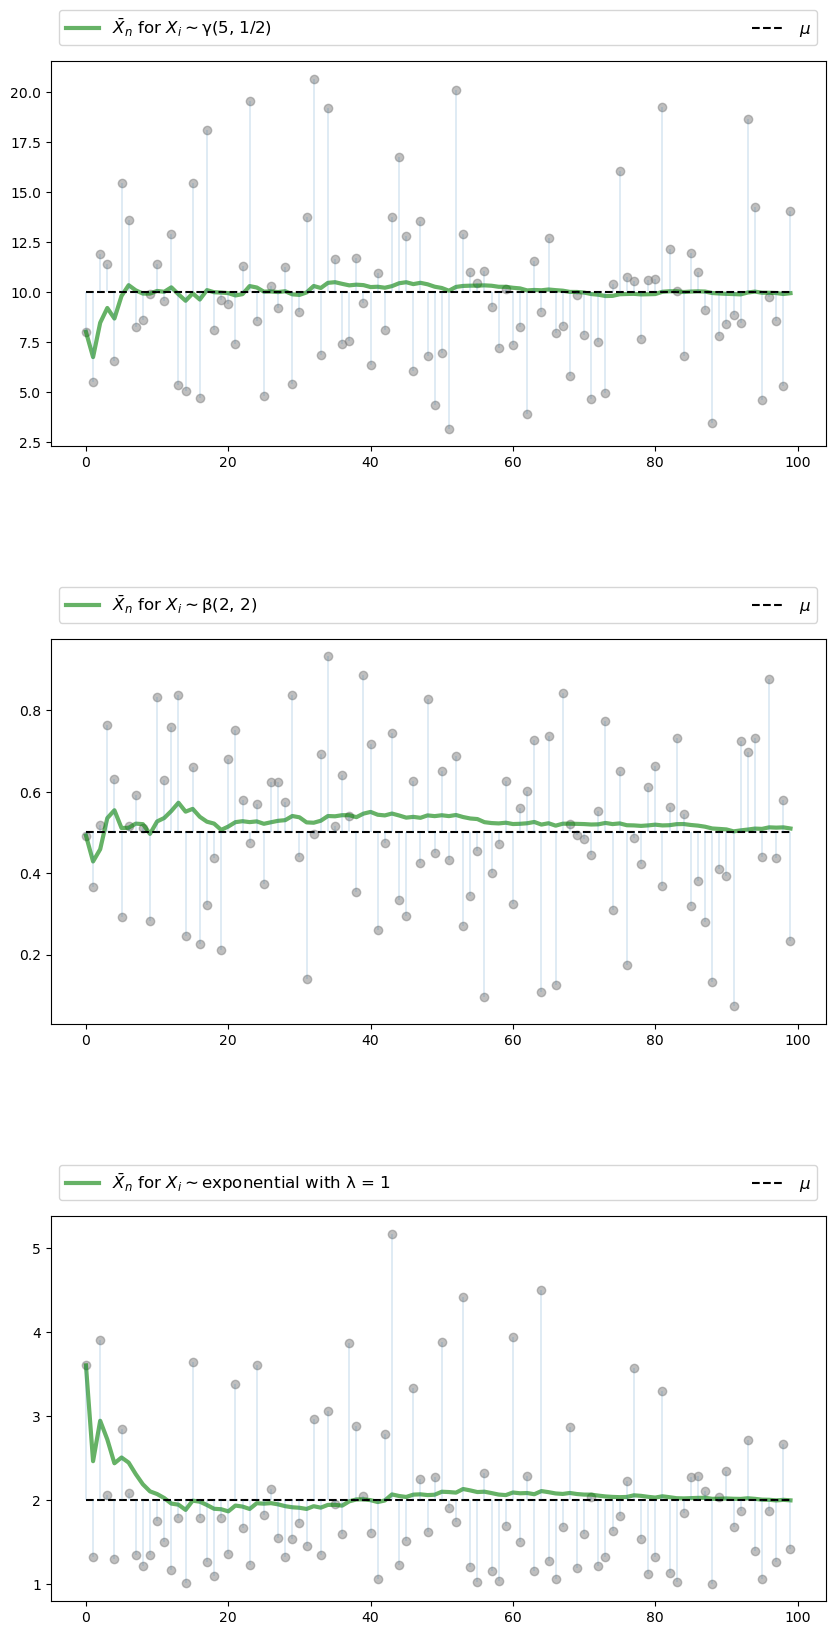 X̄ₙ for Xᵢ ∼ γ(5, 1/2) μ
20.0
17.5
15.0
12.5
10.0
7.5
5.0
2.5
0 20 40 60 80 100
X̄ₙ for Xᵢ ∼ β(2, 2) μ
0.8
0.6
0.4
0.2
0 20 40 60 80 100
X̄ₙ for Xᵢ ∼ exponential with λ = 1 μ
5
4
3
2
1
0 20 40 60 80 100